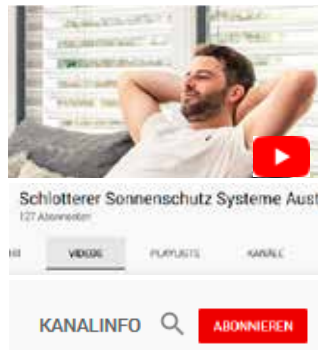 Schlotterer Sonnenschutz Systeme Aust
127 Abonnenten
VIDEOS PLAYLISTS KANÄLE
KANALINFO ABONNIEREN